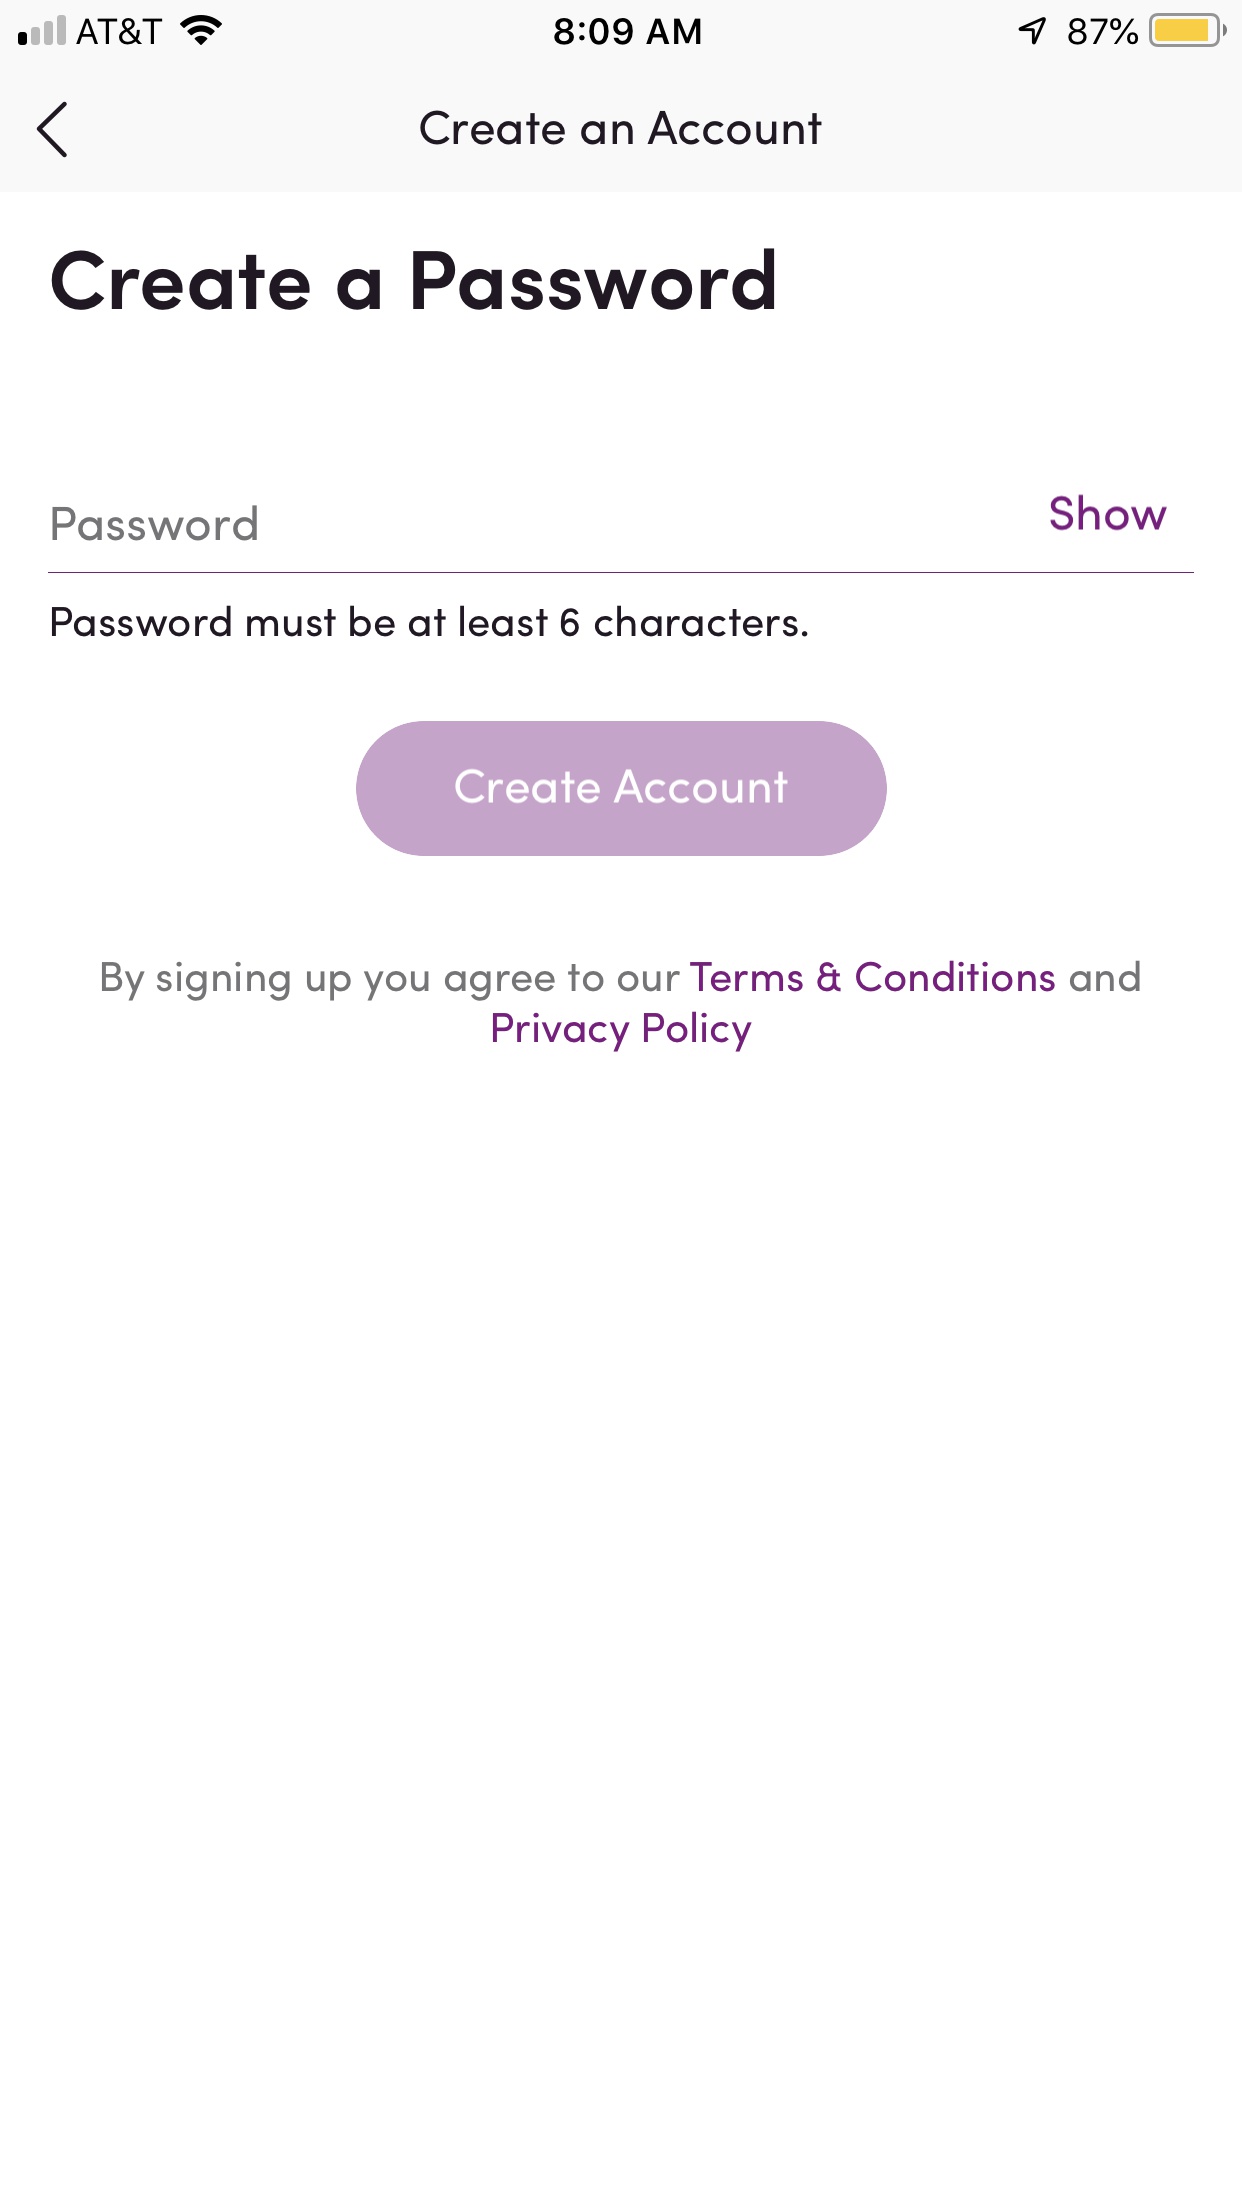 AT&T 8:09 AM 87%
Create an Account
Create a Password
Password Show
Password must be at least 6 characters.
Create Account
By signing up you agree to our Terms & Conditions and
Privacy Policy